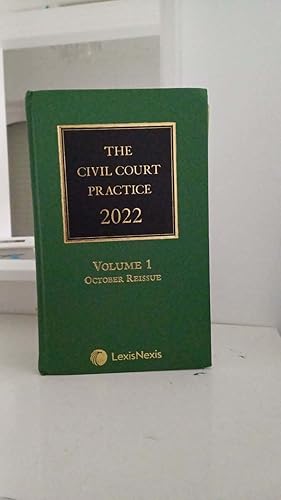 THE
CIVIL COURT
PRACTICE
2022
VOLUME 1
OCTOBER REISSUE
LexisNexis